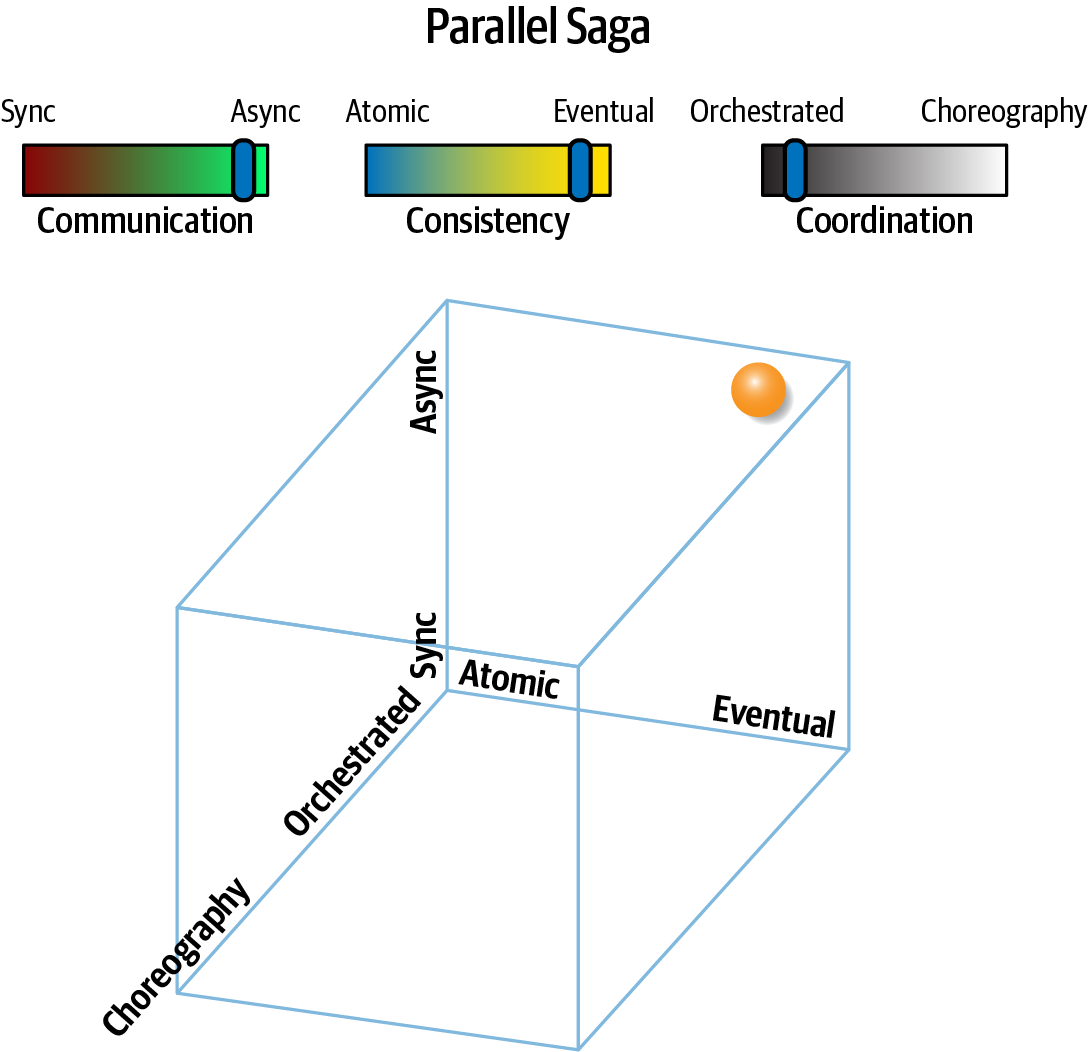 Parallel Saga
Sync Async Atomic Eventual Orchestrated Choreography
Communication Consistency Coordination
Async
Sync
Atomic
Eventual
Orchestrated
Choreography